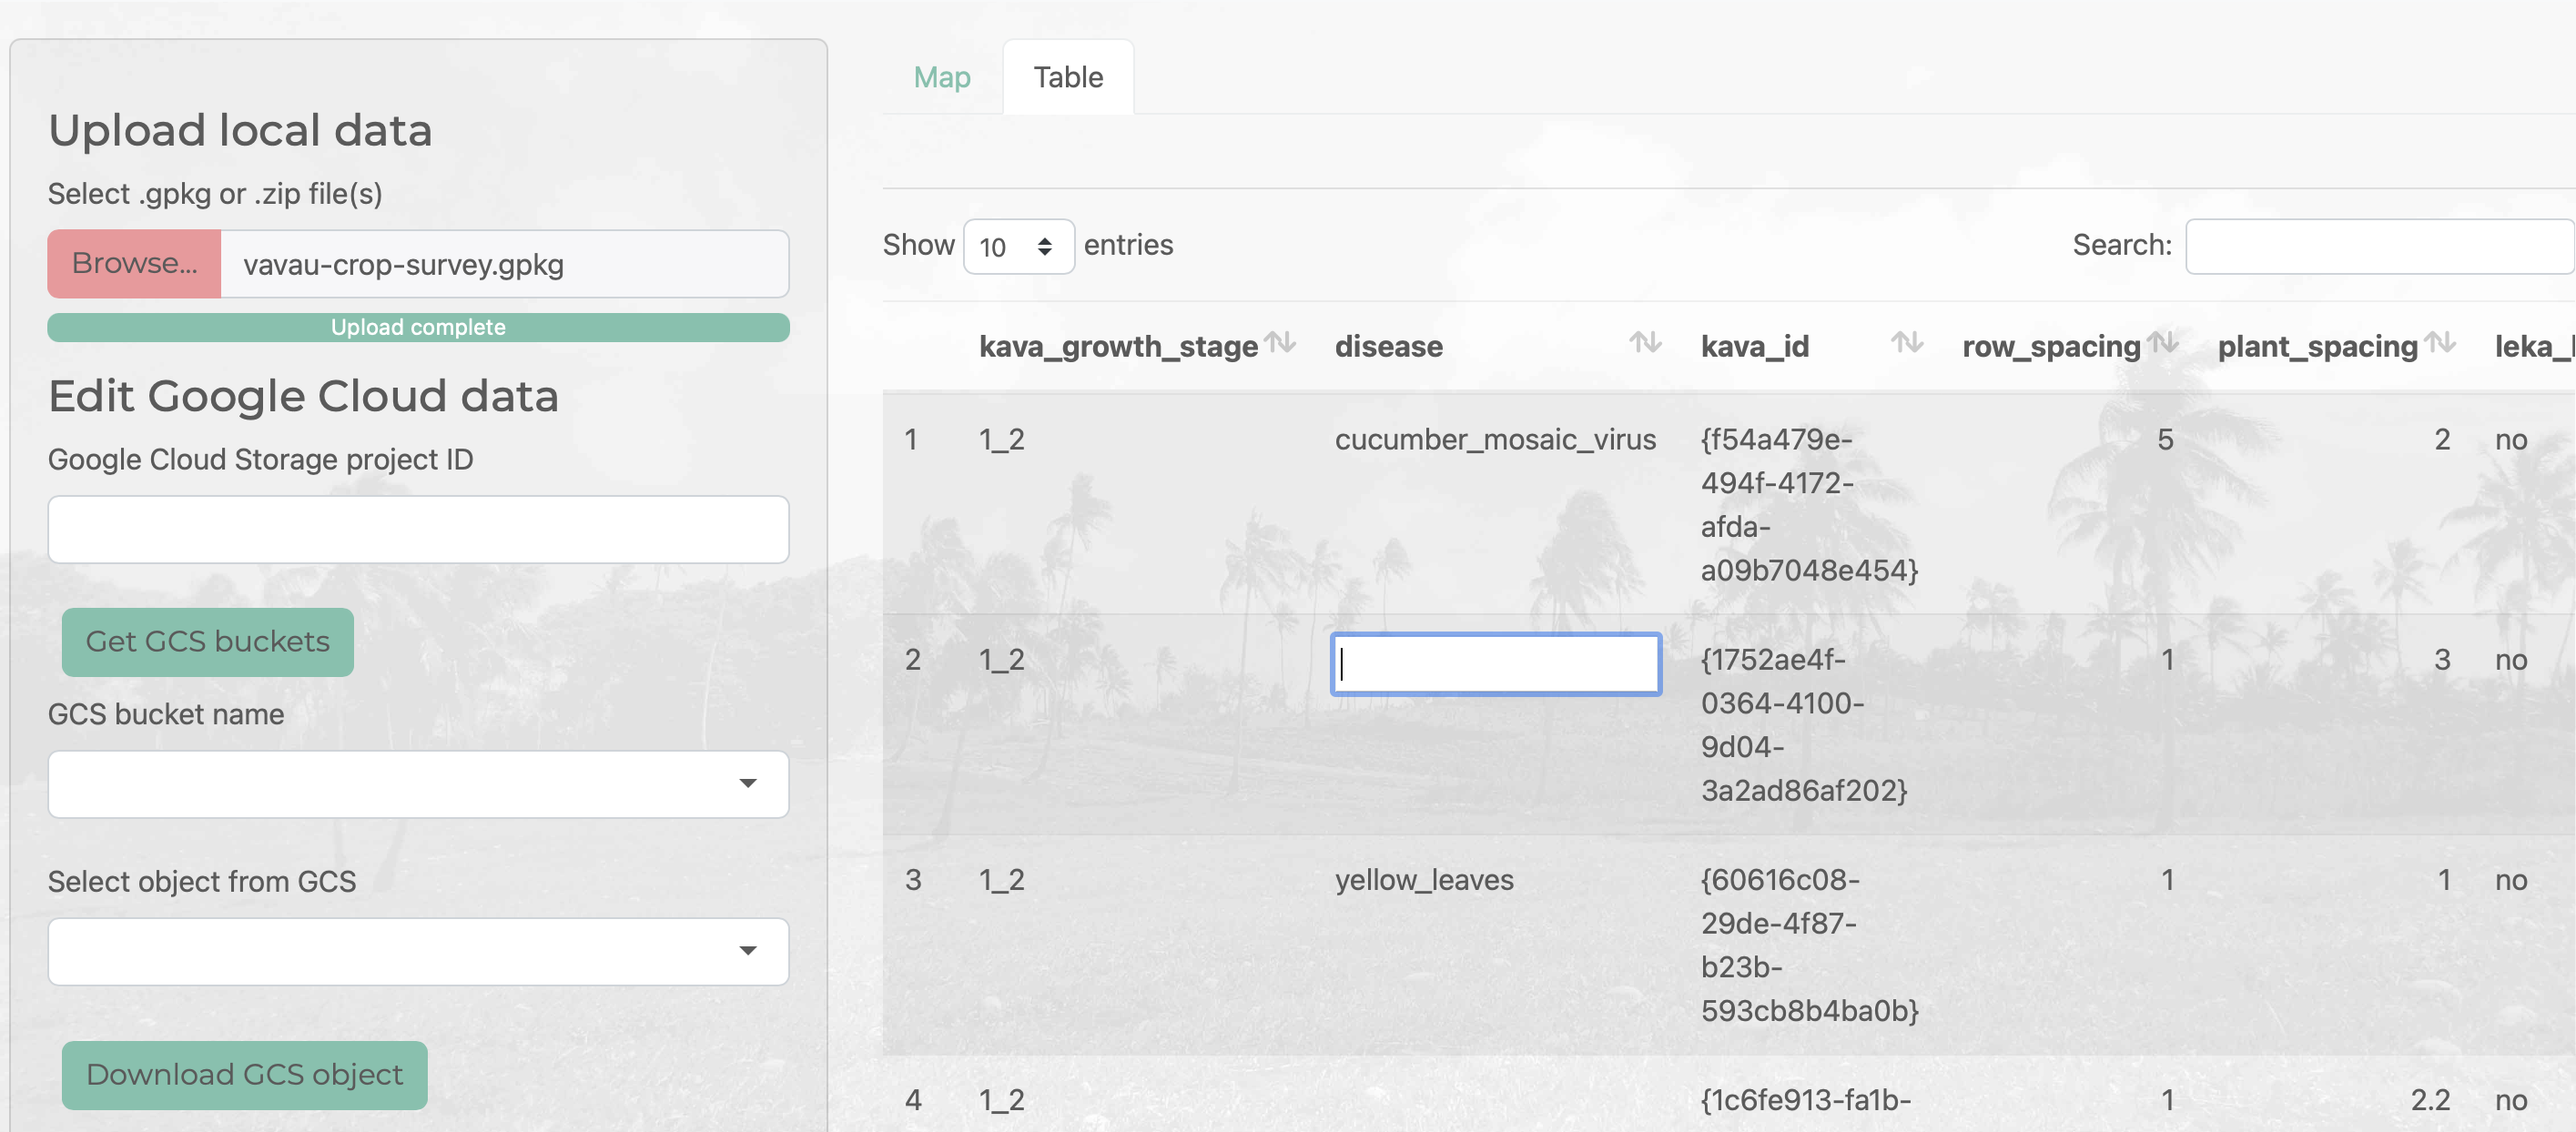 Upload local data
Select .gpkg or .zip file(s)
Browse... vavau-crop-survey.gpkg
Upload complete
Edit Google Cloud data
Google Cloud Storage project ID
Get GCS buckets
GCS bucket name
Select object from GCS
Download GCS object
Map Table
Show 10 entries Search:
kava_growth_stage disease kava_id row_spacing plant_spacing leka_
1 1_2 cucumber_mosaic_virus {f54a479e- 5 2 no
494f-4172-
afda-
a09b7048e454}
2 1_2 {1752ae4f- 1 3 no
0364-4100-
9d04-
3a2ad86af202}
3 1_2 yellow_leaves {60616c08- 1 1 no
29de-4f87-
b23b-
593cb8b4ba0b}
4 1_2 {1c6fe913-fa1b- 1 2.2 no